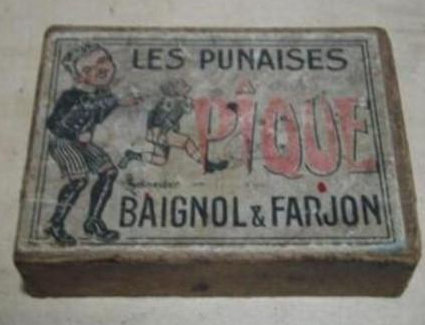 LES PUNAISES
PIQUE
BAIGNOL & FARJON